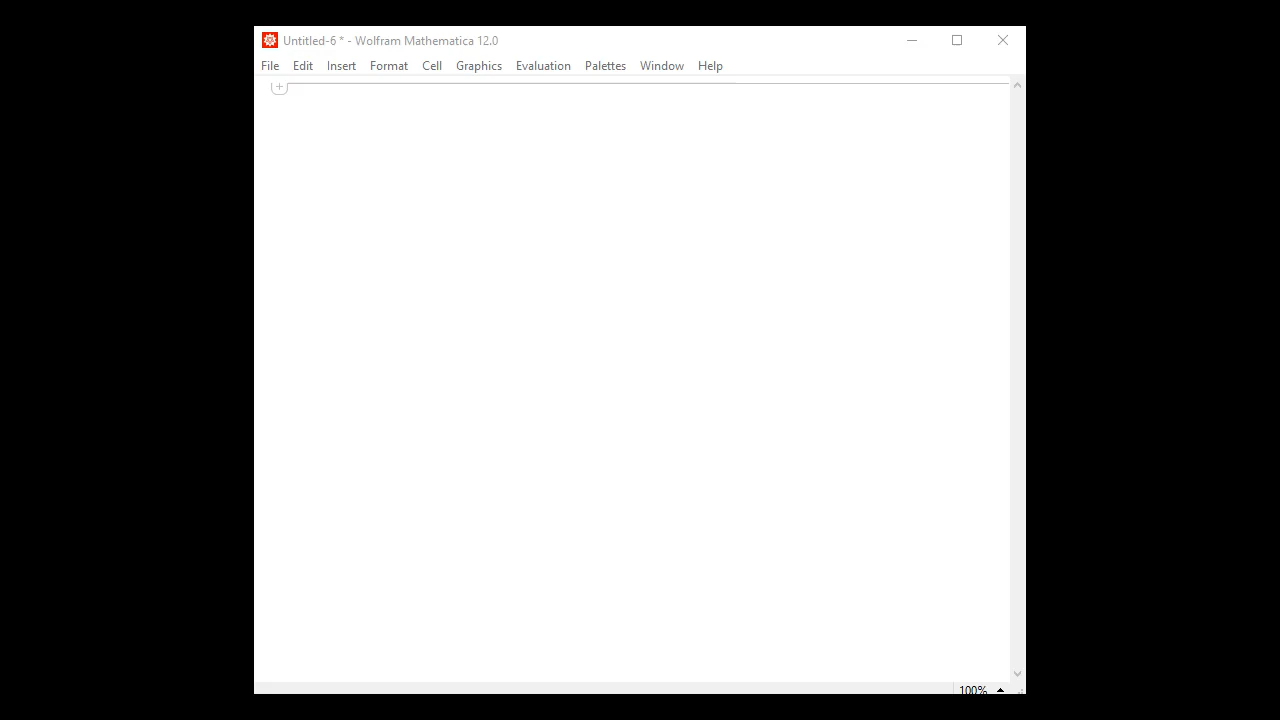 Untitled-6 * - Wolfram Mathematica 12.0
File Edit Insert Format Cell Graphics Evaluation Palettes Window Help
100%